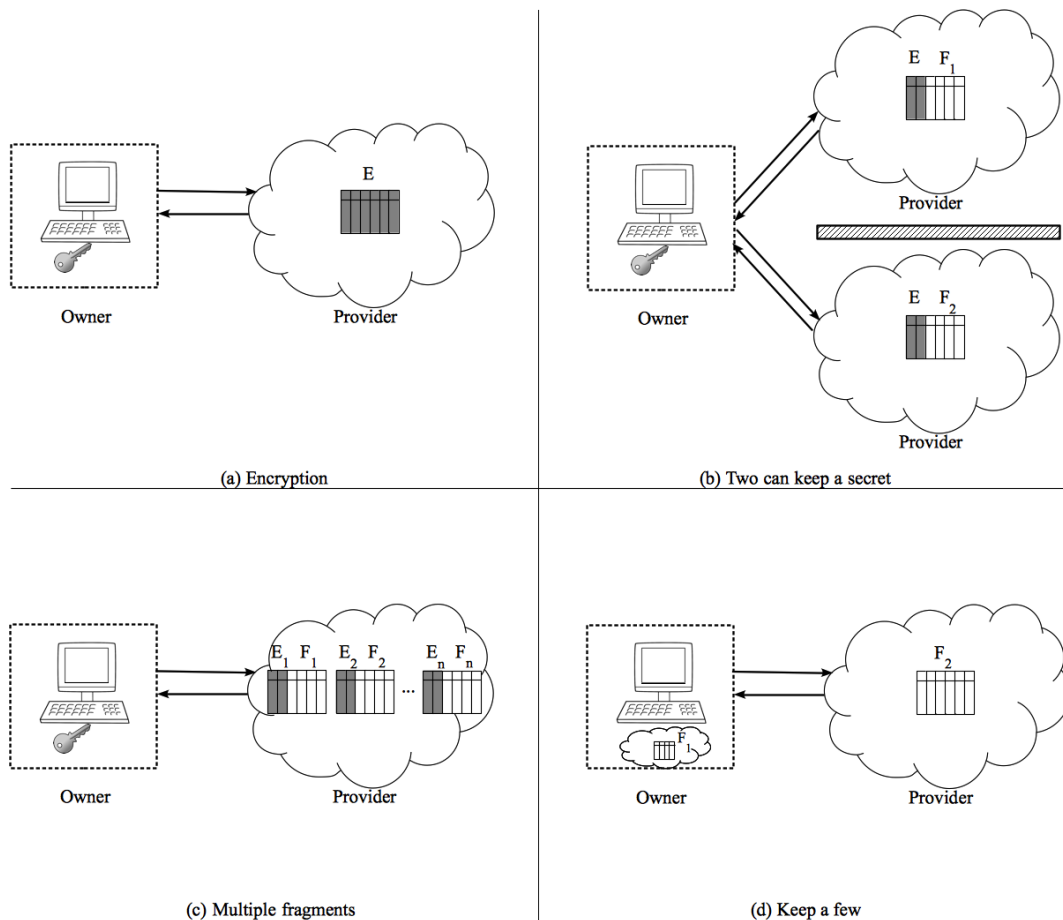 E
Owner
Provider
(a) Encryption
E F₁
Provider
Owner
E F₂
Provider
(b) Two can keep a secret
E₁ F₁ E₂ F₂ ... Eₙ Fₙ
Owner
Provider
(c) Multiple fragments
F₂
F₁
Owner
Provider
(d) Keep a few